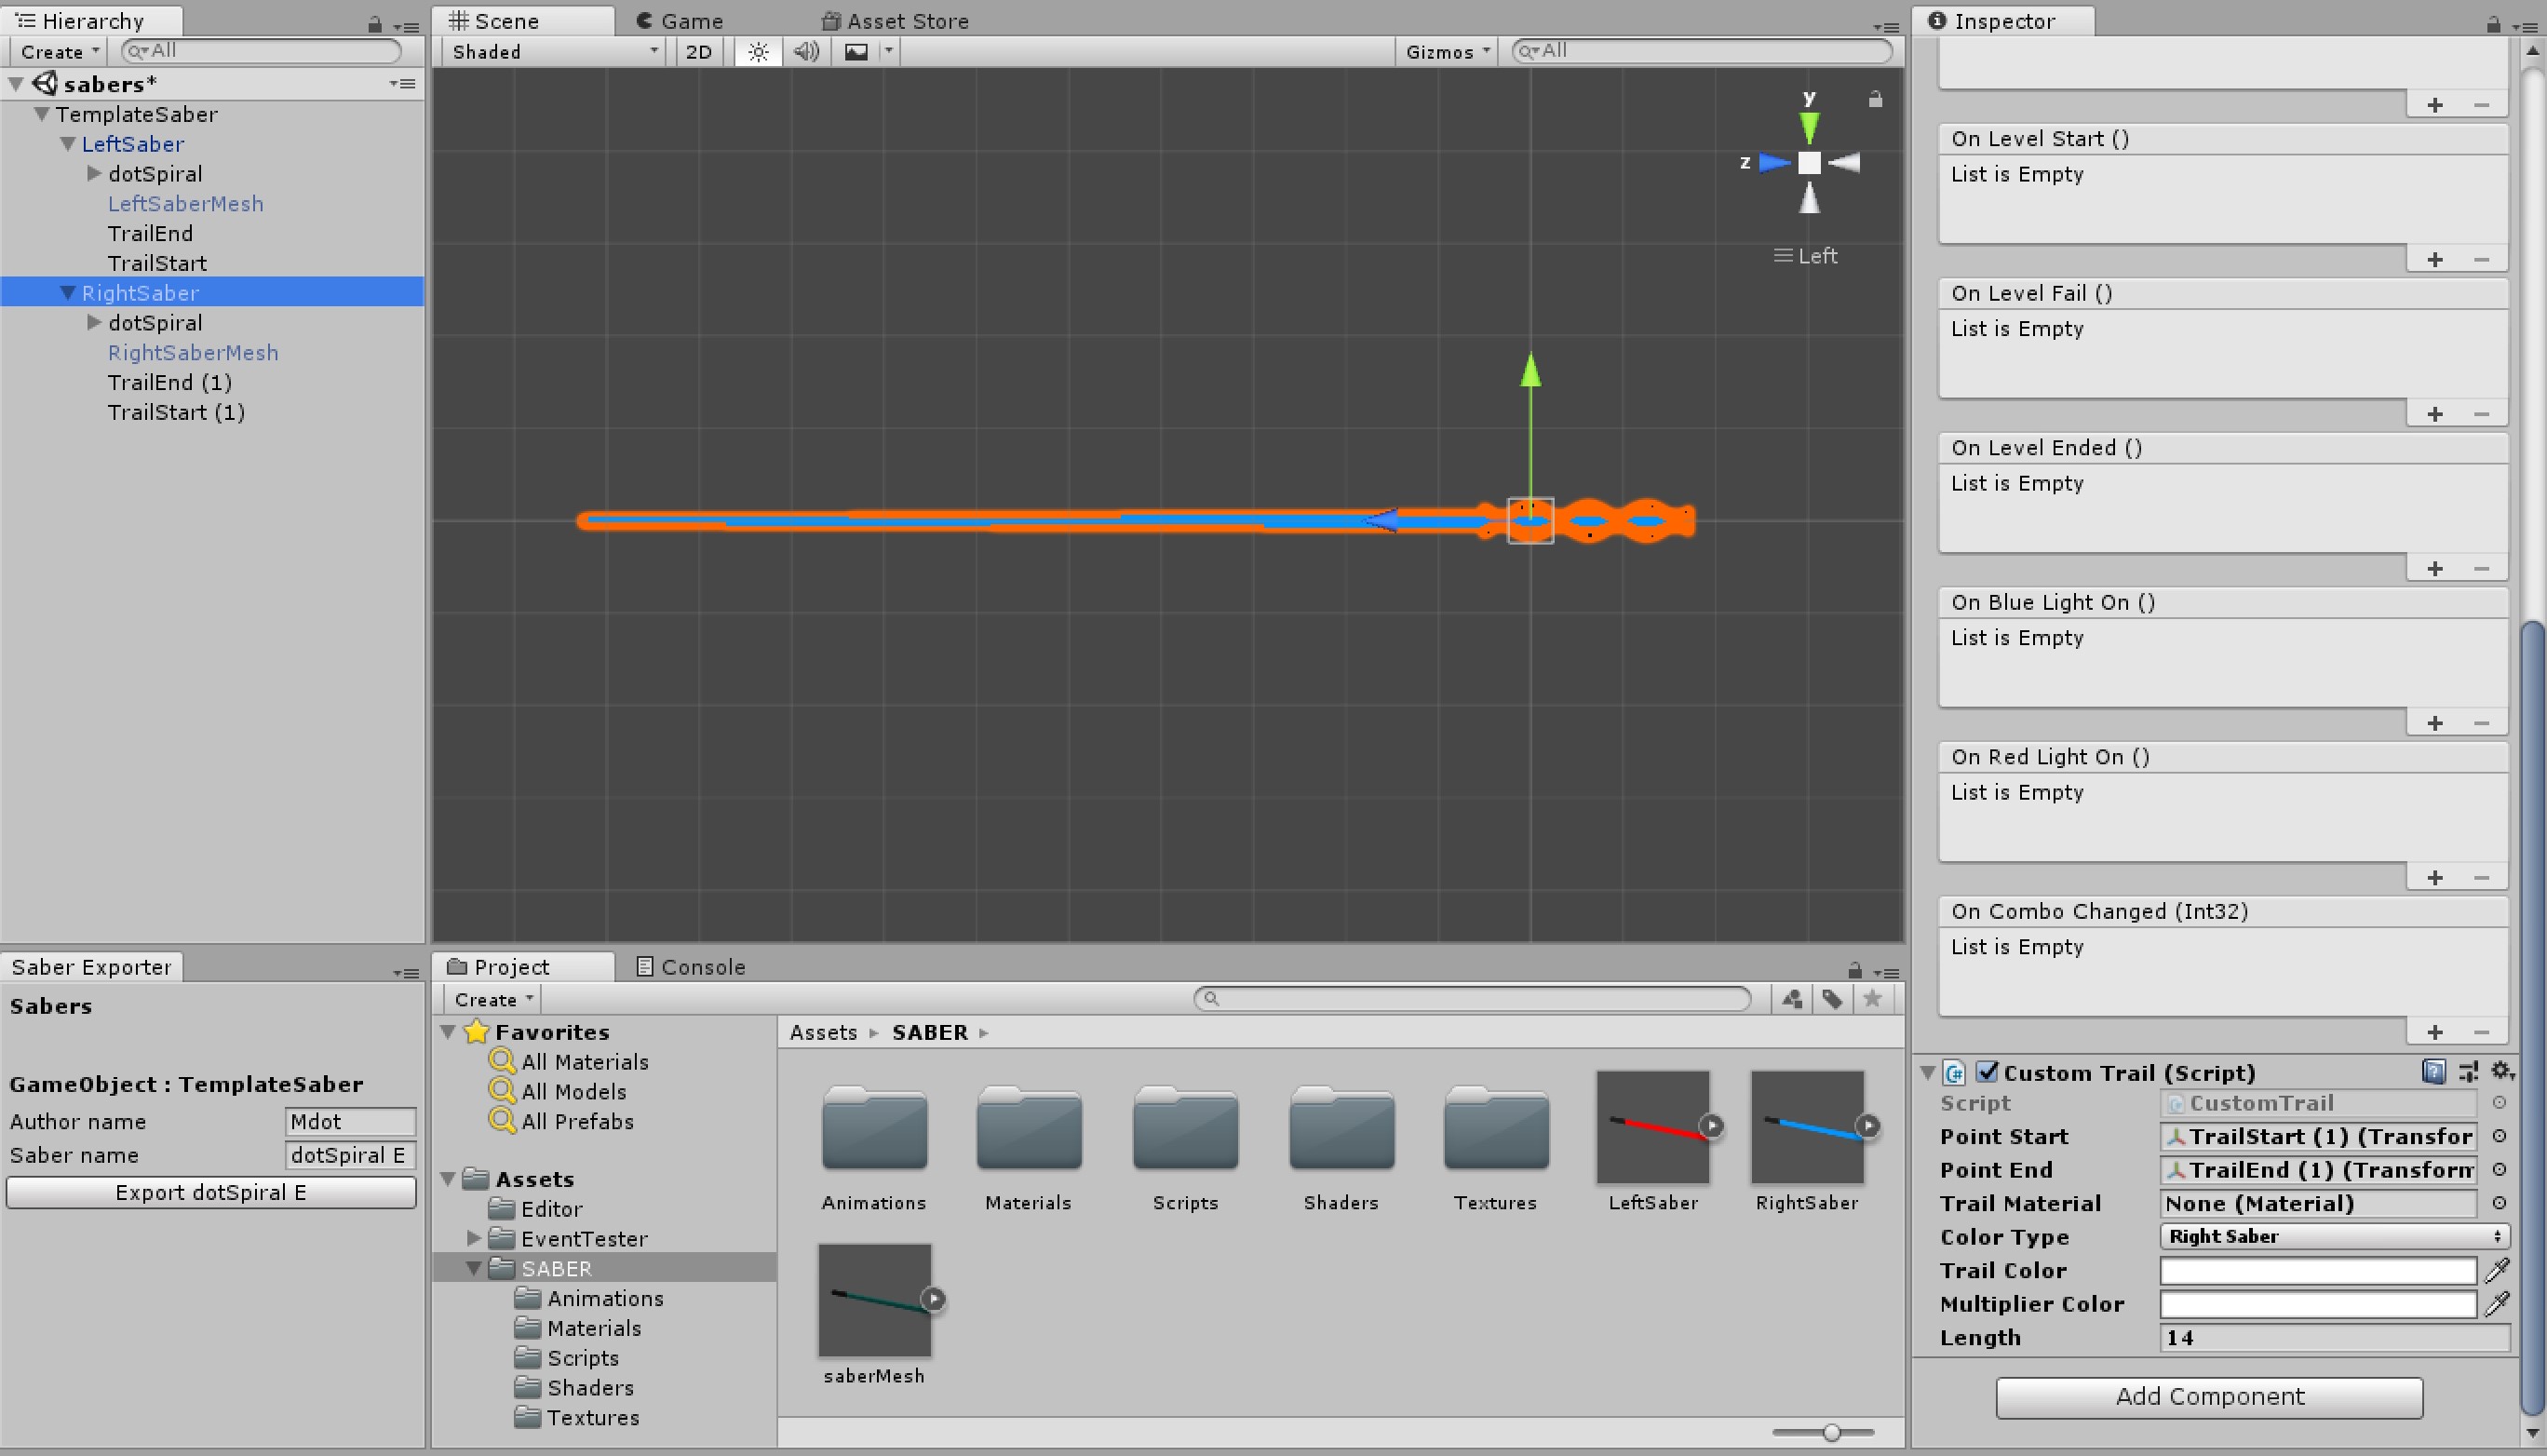 Hierarchy
Create
All
sabers*
TemplateSaber
LeftSaber
dotSpiral
LeftSaberMesh
TrailEnd
TrailStart
RightSaber
dotSpiral
RightSaberMesh
TrailEnd (1)
TrailStart (1)
Scene
Game
Asset Store
Shaded
2D
Gizmos
All
y
z
Left
Inspector
On Level Start ()
List is Empty
On Level Fail ()
List is Empty
On Level Ended ()
List is Empty
On Blue Light On ()
List is Empty
On Red Light On ()
List is Empty
On Combo Changed (Int32)
List is Empty
Custom Trail (Script)
Script CustomTrail
Point Start TrailStart (1) (Transfor
Point End TrailEnd (1) (Transform
Trail Material None (Material)
Color Type Right Saber
Trail Color
Multiplier Color
Length 14
Add Component
Saber Exporter
Sabers
GameObject : TemplateSaber
Author name Mdot
Saber name dotSpiral E
Export dotSpiral E
Project
Console
Create
Favorites
All Materials
All Models
All Prefabs
Assets
Editor
EventTester
SABER
Animations
Materials
Scripts
Shaders
Textures
Assets SABER
Animations Materials Scripts Shaders Textures LeftSaber RightSaber
saberMesh